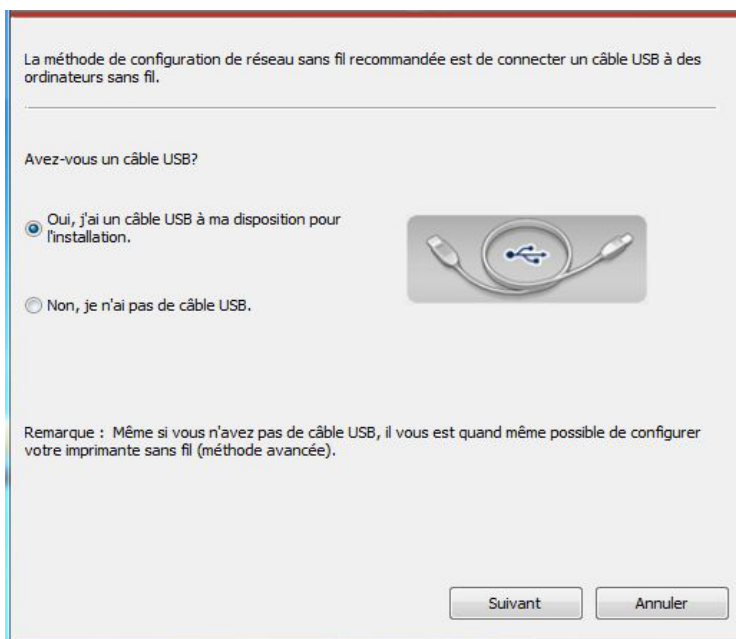 La méthode de configuration de réseau sans fil recommandée est de connecter un câble USB à des
ordinateurs sans fil.
Avez-vous un câble USB?
Oui, j'ai un câble USB à ma disposition pour
l'installation.
Non, je n'ai pas de câble USB.
Remarque : Même si vous n'avez pas de câble USB, il vous est quand même possible de configurer
votre imprimante sans fil (méthode avancée).
Suivant
Annuler